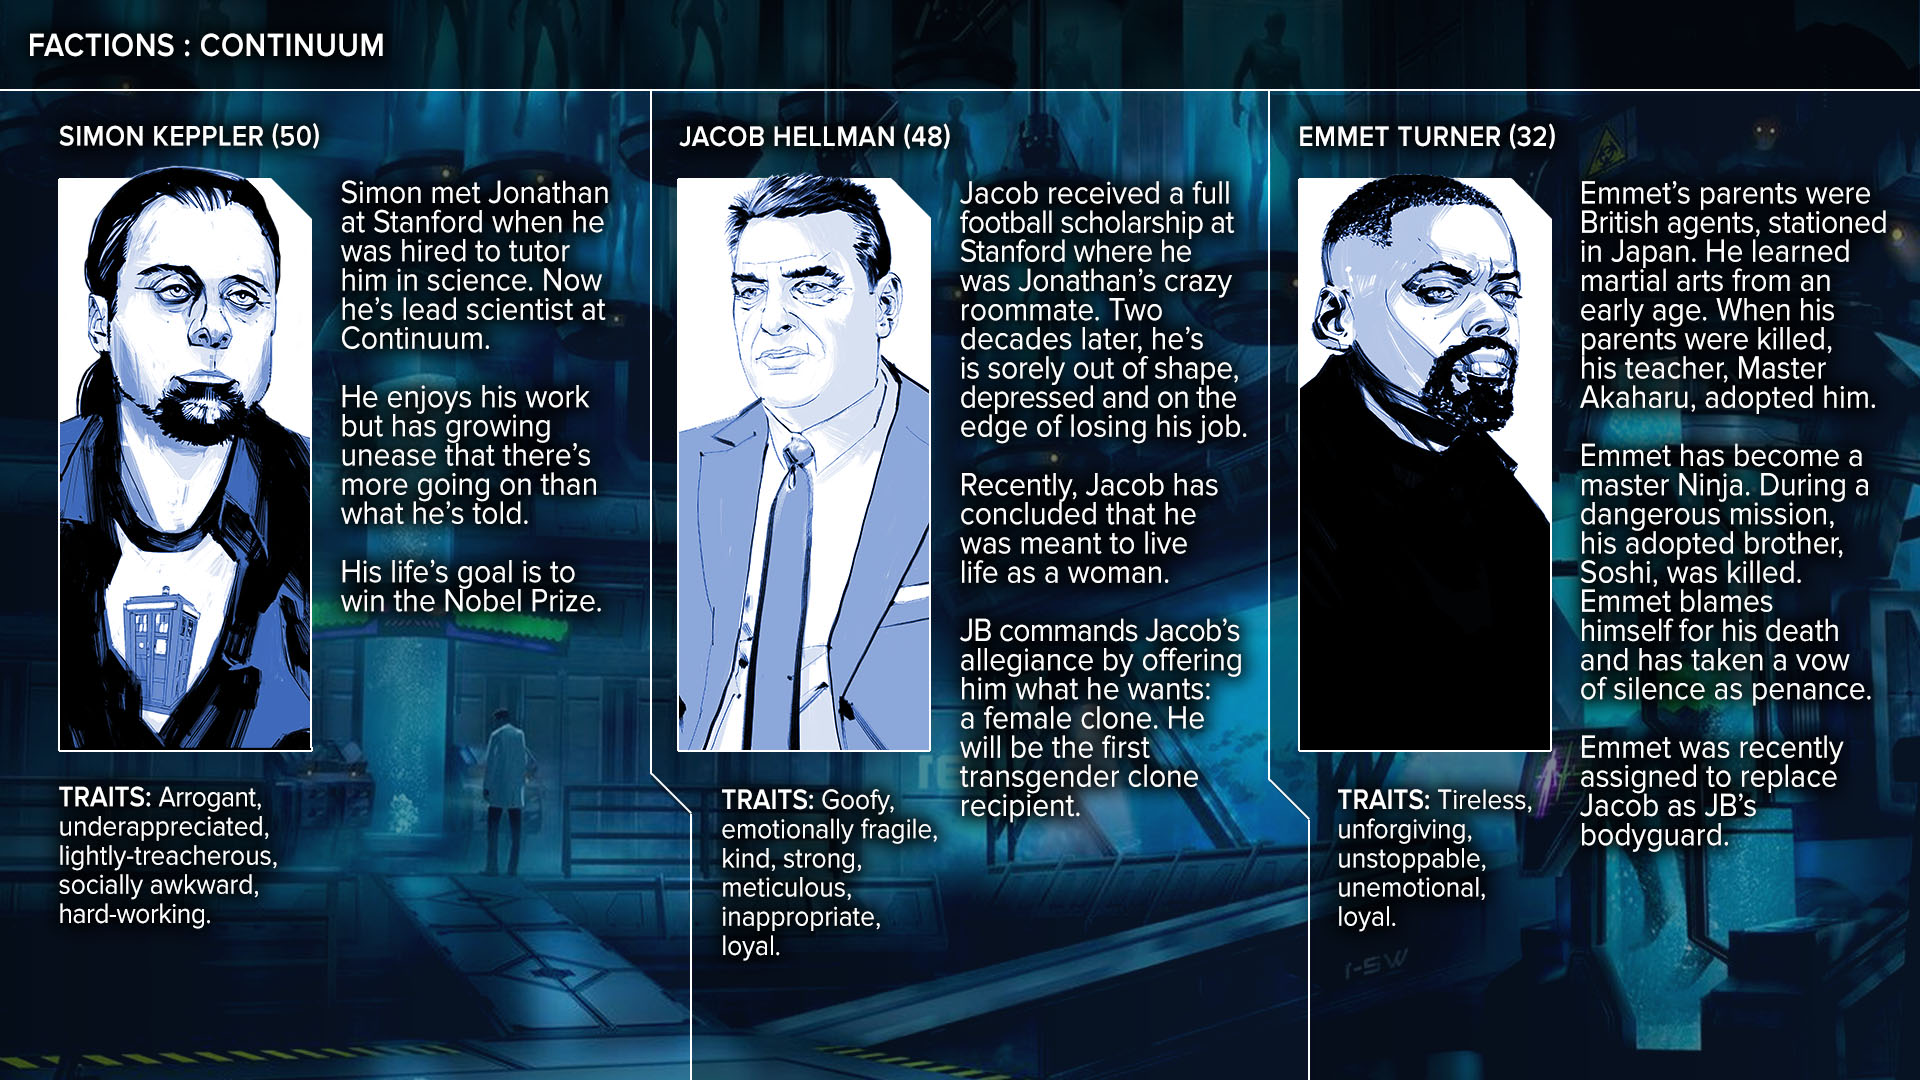 FACTIONS : CONTINUUM
SIMON KEPPLER (50)
Simon met Jonathan
at Stanford when he
was hired to tutor
him in science. Now
he's lead scientist at
Continuum.
He enjoys his work
but has growing
unease that there's
more going on than
what he's told.
His life's goal is to
win the Nobel Prize.
TRAITS: Arrogant,
underappreciated,
lightly-treacherous,
socially awkward,
hard-working.
JACOB HELLMAN (48)
Jacob received a full
football scholarship at
Stanford where he
was Jonathan's crazy
roommate. Two
decades later, he's
is sorely out of shape,
depressed and on the
edge of losing his job.
Recently, Jacob has
concluded that he
was meant to live
life as a woman.
JB commands Jacob's
allegiance by offering
him what he wants:
a female clone. He
will be the first
transgender clone
recipient.
TRAITS: Goofy,
emotionally fragile,
kind, strong,
meticulous,
inappropriate,
loyal.
EMMET TURNER (32)
Emmet's parents were
British agents, stationed
in Japan. He learned
martial arts from an
early age. When his
parents were killed,
his teacher, Master
Akaharu, adopted him.
Emmet has become a
master Ninja. During a
dangerous mission,
his adopted brother,
Soshi, was killed.
Emmet blames
himself for his death
and has taken a vow
of silence as penance.
Emmet was recently
assigned to replace
Jacob as JB's
bodyguard.
TRAITS: Tireless,
unforgiving,
unstoppable,
unemotional,
loyal.